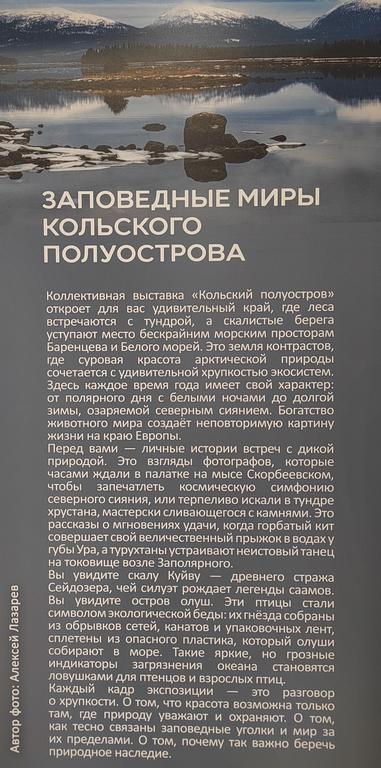 ЗАПОВЕДНЫЕ МИРЫ
КОЛЬСКОГО
ПОЛУОСТРОВА
Коллективная выставка «Кольский полуостров»
откроет для вас удивительный край, где леса
встречаются с тундрой, а скалистые берега
уступают место бескрайним морским просторам
Баренцева и Белого морей. Это земля контрастов,
где суровая красота арктической природы
сочетается с удивительной хрупкостью экосистем.
Здесь каждое время года имеет свой характер:
от полярного дня с белыми ночами до долгой
зимы, озаряемой северным сиянием. Богатство
животного мира создаёт неповторимую картину
жизни на краю Европы.
Перед вами — личные истории встреч с дикой
природой. Это взгляды фотографов, которые
часами ждали в палатке на мысе Скорбеевском,
чтобы запечатлеть космическую симфонию
северного сияния, или терпеливо искали в тундре
хрустана, мастерски сливающегося с камнями. Это
рассказы о мгновениях удачи, когда горбатый кит
совершает свой величественный прыжок в водах у
губы Ура, а турухтаны устраивают неистовый танец
на токовище возле Заполярного.
Вы увидите скалу Куйву — древнего стража
Сейдозера, чей силуэт рождает легенды саамов.
Вы увидите остров олуш. Эти птицы стали
символом экологической беды: их гнёзда собраны
из обрывков сетей, канатов и упаковочных лент,
сплетены из опасного пластика, который олуши
собирают в море. Такие яркие, но грозные
индикаторы загрязнения океана становятся
ловушками для птенцов и взрослых птиц.
Каждый кадр экспозиции — это разговор
о хрупкости. О том, что красота возможна только
там, где природу уважают и охраняют. О том,
как тесно связаны заповедные уголки и мир за
их пределами. О том, почему так важно беречь
природное наследие.
Автор фото: Алексей Лазарев